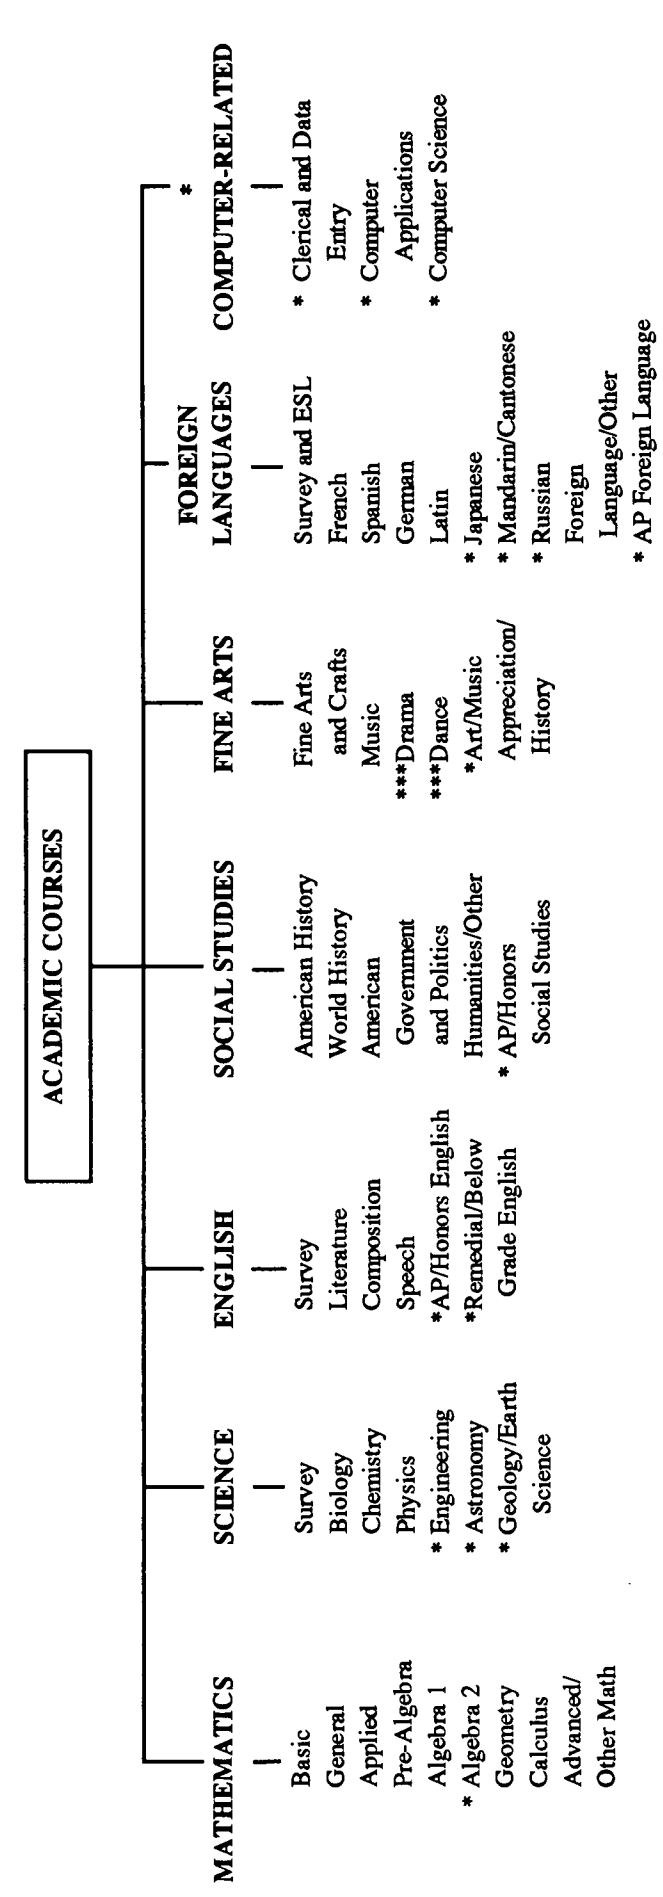 ACADEMIC COURSES
MATHEMATICS
Basic
General
Applied
Pre-Algebra
Algebra 1
* Algebra 2
Geometry
Calculus
Advanced/
Other Math
SCIENCE
Survey
Biology
Chemistry
Physics
* Engineering
* Astronomy
* Geology/Earth
Science
ENGLISH
Survey
Literature
Composition
Speech
*AP/Honors English
*Remedial/Below
Grade English
SOCIAL STUDIES
American History
World History
American
Government
and Politics
Humanities/Other
* AP/Honors
Social Studies
FINE ARTS
Fine Arts
and Crafts
Music
***Drama
***Dance
*Art/Music
Appreciation/
History
FOREIGN
LANGUAGES
Survey and ESL
French
Spanish
German
Latin
* Japanese
* Mandarin/Cantonese
* Russian
Foreign
Language/Other
* AP Foreign Language
*
COMPUTER-RELATED
* Clerical and Data
Entry
* Computer
Applications
* Computer Science